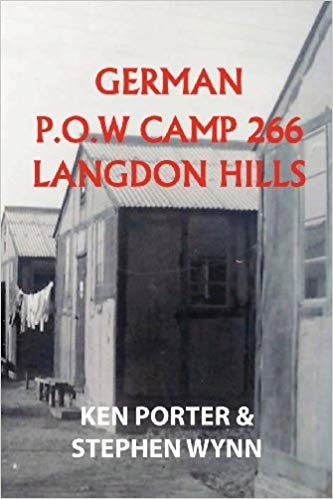 GERMAN
P.O.W CAMP 266
LANGDON HILLS
KEN PORTER &
STEPHEN WYNN